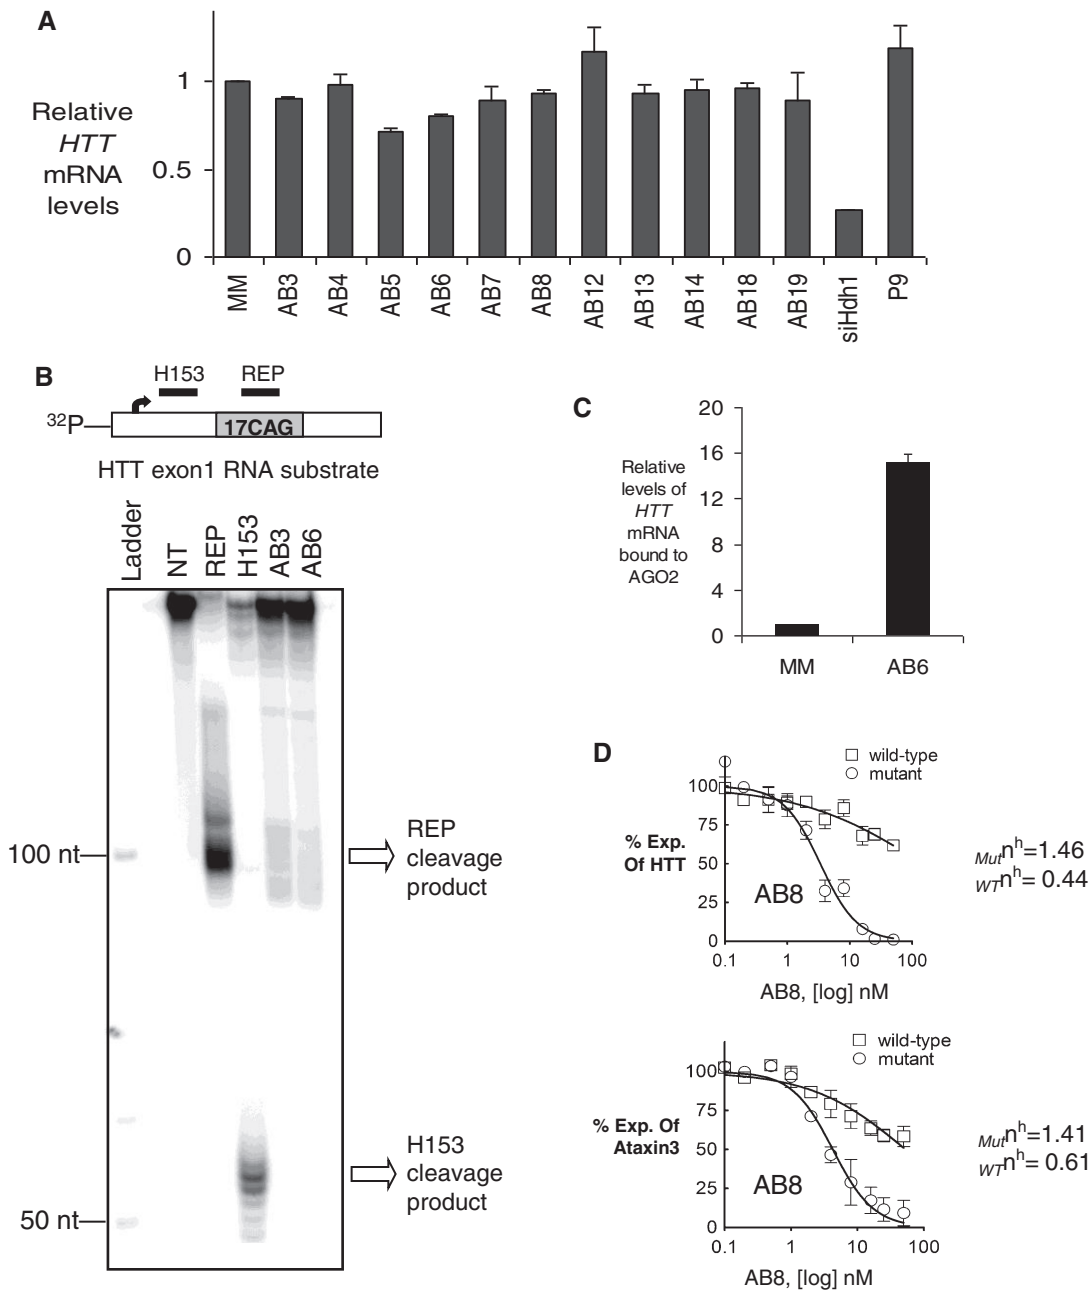 A
Relative
HTT
mRNA
levels
1
0.5
0
MM
AB3
AB4
AB5
AB6
AB7
AB8
AB12
AB13
AB14
AB18
AB19
siHdh1
P9
B
H153
REP
32P
17CAG
HTT exon1 RNA substrate
Ladder
NT
REP
H153
AB3
AB6
100 nt
50 nt
REP
cleavage
product
H153
cleavage
product
C
Relative
levels of
HTT
mRNA
bound to
AGO2
20
16
12
8
4
0
MM
AB6
D
wild-type
mutant
% Exp.
Of HTT
100
75
50
25
0
AB8
0.1
1
10
100
AB8, [log] nM
Mutnh=1.46
WTnh= 0.44
wild-type
mutant
% Exp. Of
Ataxin3
100
75
50
25
0
AB8
0.1
1
10
100
AB8, [log] nM
Mutnh=1.41
WTnh= 0.61